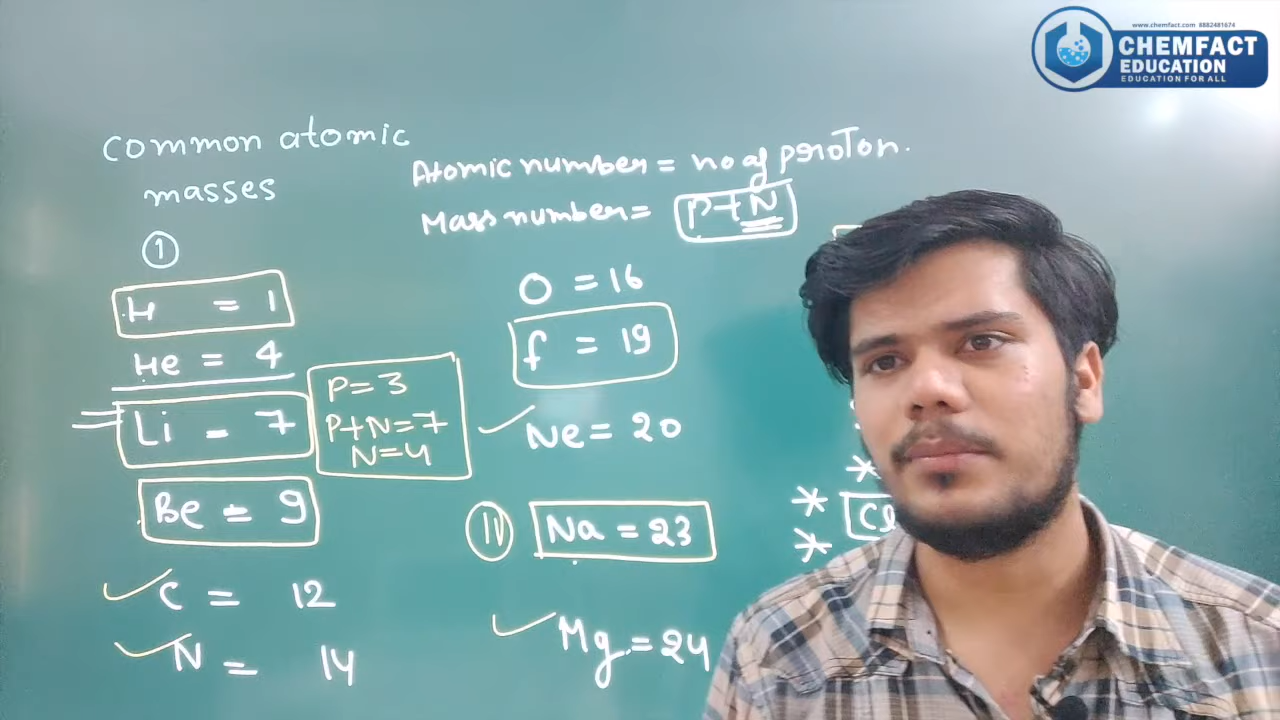 www.chemfact.com 8882481674
CHEMFACT
EDUCATION
EDUCATION FOR ALL
common atomic
masses
Atomic number = no of proton.
Mass number = P+N
1
H = 1
He = 4
Li = 7
P=3
P+N=7
N=4
Be = 9
C = 12
N = 14
O = 16
f = 19
Ne = 20
IV
Na = 23
Mg = 24
*
* Cl
*